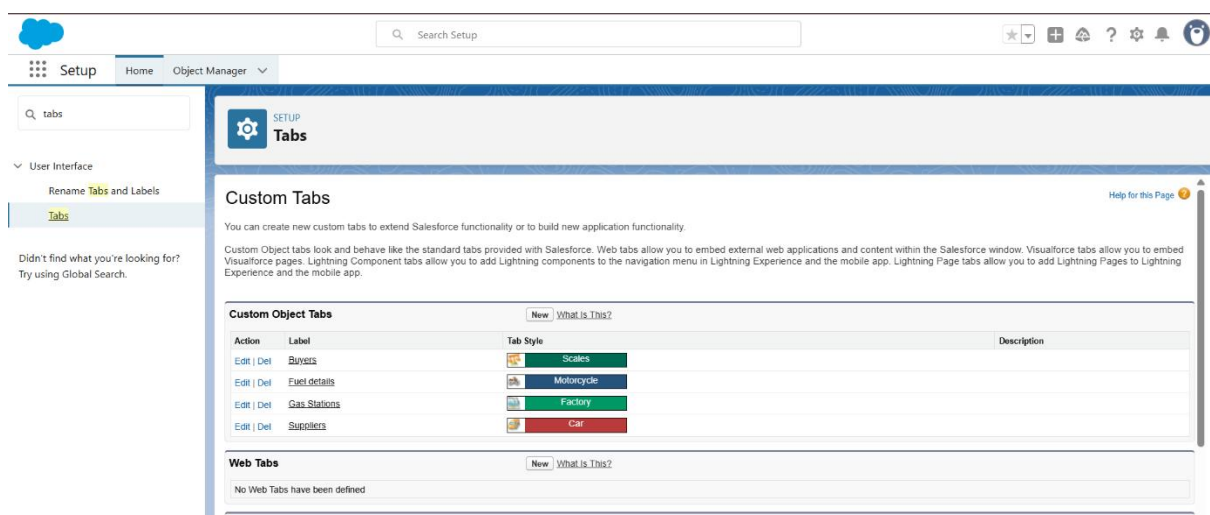 Search Setup
Setup Home Object Manager
tabs
SETUP
Tabs
User Interface
Rename Tabs and Labels
Tabs
Didn't find what you're looking for?
Try using Global Search.
Custom Tabs
Help for this Page
You can create new custom tabs to extend Salesforce functionality or to build new application functionality.
Custom Object tabs look and behave like the standard tabs provided with Salesforce. Web tabs allow you to embed external web applications and content within the Salesforce window. Visualforce tabs allow you to embed
Visualforce pages. Lightning Component tabs allow you to add Lightning components to the navigation menu in Lightning Experience and the mobile app. Lightning Page tabs allow you to add Lightning Pages to Lightning
Experience and the mobile app.
Custom Object Tabs New What Is This?
Action Label Tab Style Description
Edit | Del Buyers Scales
Edit | Del Fuel details Motorcycle
Edit | Del Gas Stations Factory
Edit | Del Suppliers Car
Web Tabs New What Is This?
No Web Tabs have been defined